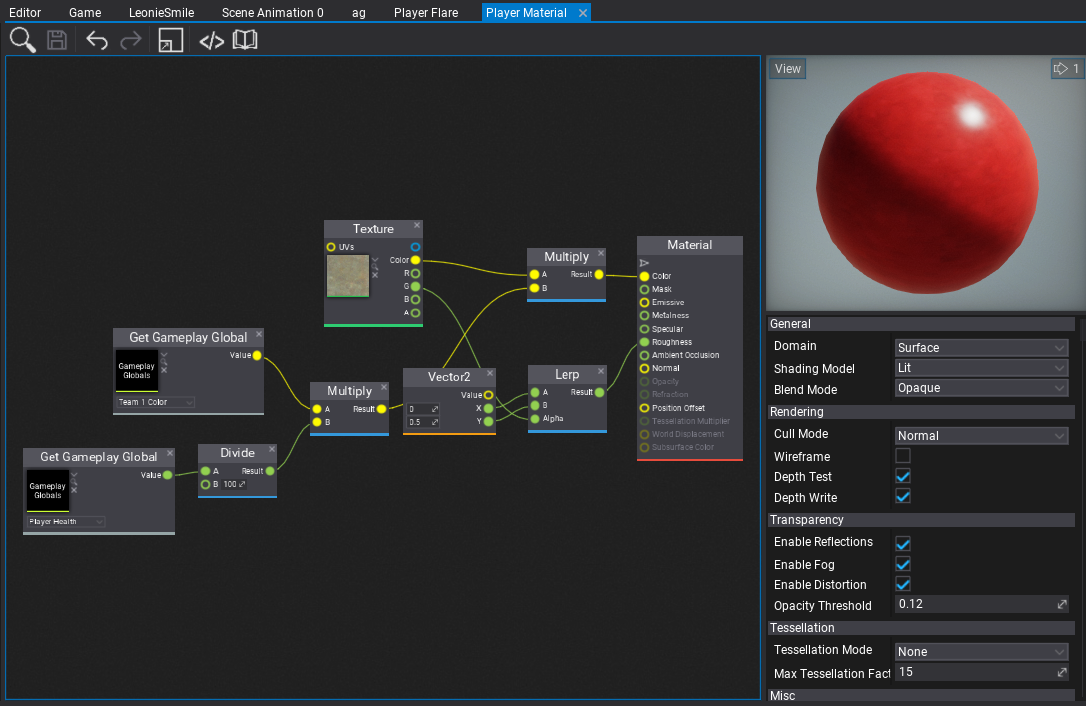 Editor Game LeonieSmile Scene Animation 0 ag Player Flare Player Material
View 1
Texture
UVs
Color
R
G
B
A
Multiply
A Result
B
Material
Color
Mask
Emissive
Metalness
Specular
Roughness
Ambient Occlusion
Normal
Opacity
Refraction
Position Offset
Tessellation Multiplier
World Displacement
Subsurface Color
Get Gameplay Global
Value
Gameplay
Globals
Team 1 Color
Multiply
A Result
B
Vector2
Value
0 X
0.5 Y
Lerp
A Result
B
Alpha
Get Gameplay Global
Value
Gameplay
Globals
Player Health
Divide
A Result
B 100
General
Domain Surface
Shading Model Lit
Blend Mode Opaque
Rendering
Cull Mode Normal
Wireframe
Depth Test
Depth Write
Transparency
Enable Reflections
Enable Fog
Enable Distortion
Opacity Threshold 0.12
Tessellation
Tessellation Mode None
Max Tessellation Fact 15
Misc